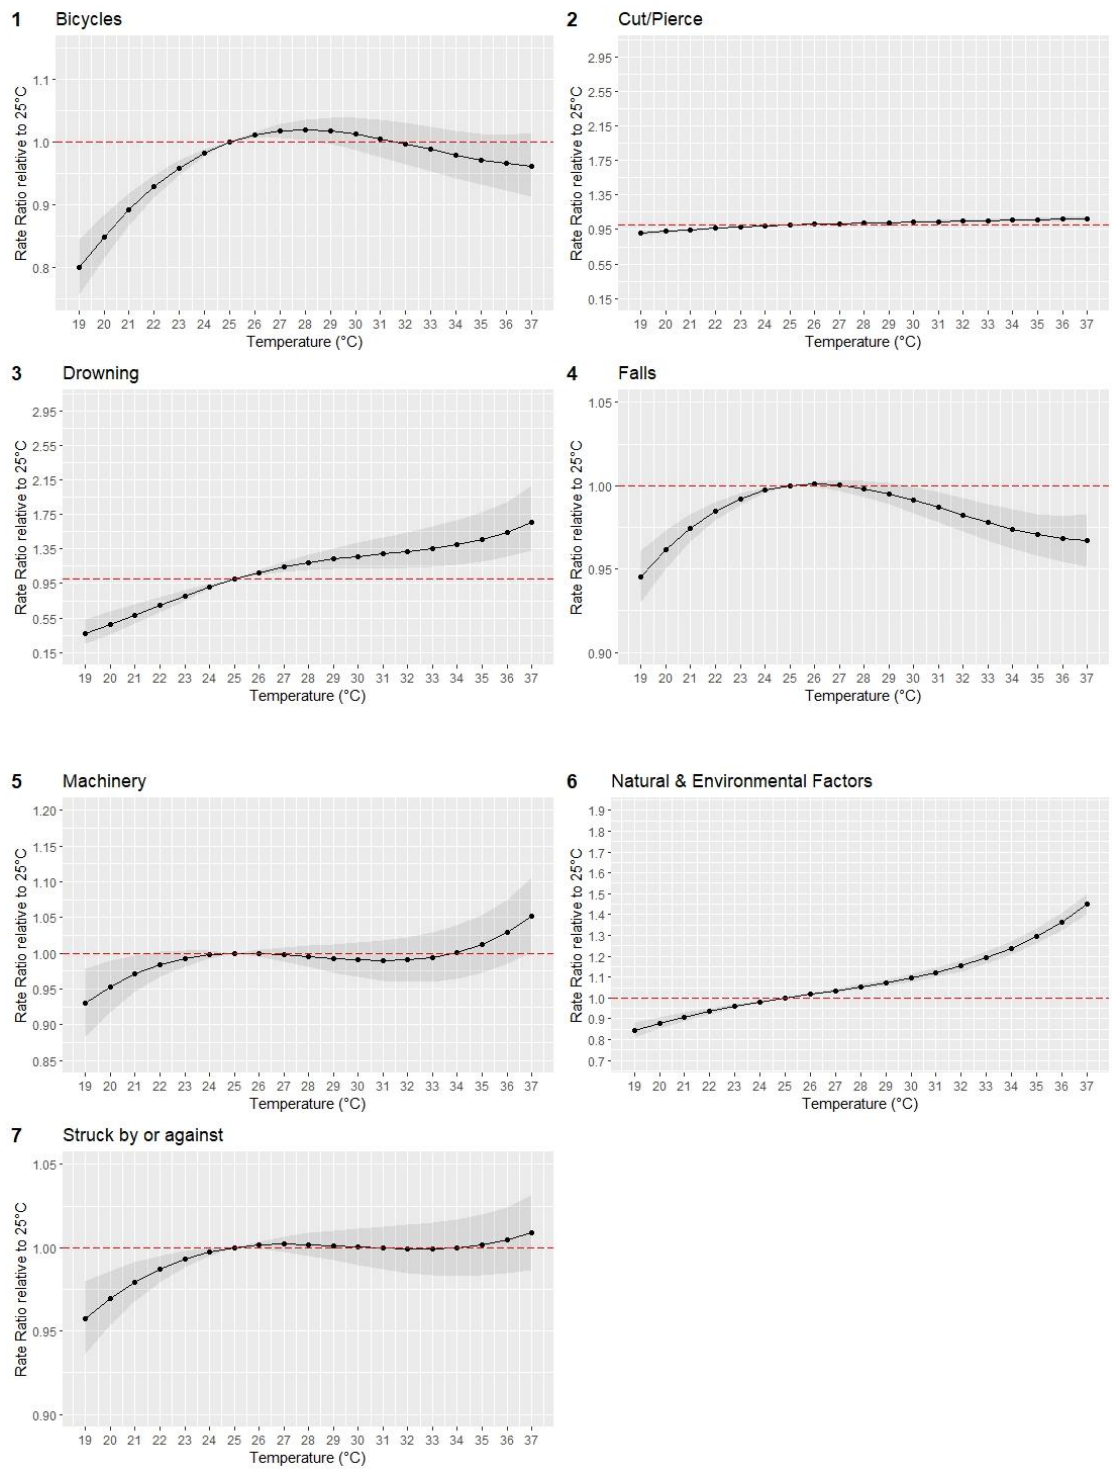 1 Bicycles
Rate Ratio relative to 25°C
1.1
1.0
0.9
0.8
19 20 21 22 23 24 25 26 27 28 29 30 31 32 33 34 35 36 37
Temperature (°C)
2 Cut/Pierce
Rate Ratio relative to 25°C
2.95
2.55
2.15
1.75
1.35
0.95
0.55
0.15
19 20 21 22 23 24 25 26 27 28 29 30 31 32 33 34 35 36 37
Temperature (°C)
3 Drowning
Rate Ratio relative to 25°C
2.95
2.55
2.15
1.75
1.35
0.95
0.55
0.15
19 20 21 22 23 24 25 26 27 28 29 30 31 32 33 34 35 36 37
Temperature (°C)
4 Falls
Rate Ratio relative to 25°C
1.05
1.00
0.95
0.90
19 20 21 22 23 24 25 26 27 28 29 30 31 32 33 34 35 36 37
Temperature (°C)
5 Machinery
Rate Ratio relative to 25°C
1.20
1.15
1.10
1.05
1.00
0.95
0.90
0.85
19 20 21 22 23 24 25 26 27 28 29 30 31 32 33 34 35 36 37
Temperature (°C)
6 Natural & Environmental Factors
Rate Ratio relative to 25°C
1.9
1.8
1.7
1.6
1.5
1.4
1.3
1.2
1.1
1.0
0.9
0.8
0.7
19 20 21 22 23 24 25 26 27 28 29 30 31 32 33 34 35 36 37
Temperature (°C)
7 Struck by or against
Rate Ratio relative to 25°C
1.05
1.00
0.95
0.90
19 20 21 22 23 24 25 26 27 28 29 30 31 32 33 34 35 36 37
Temperature (°C)